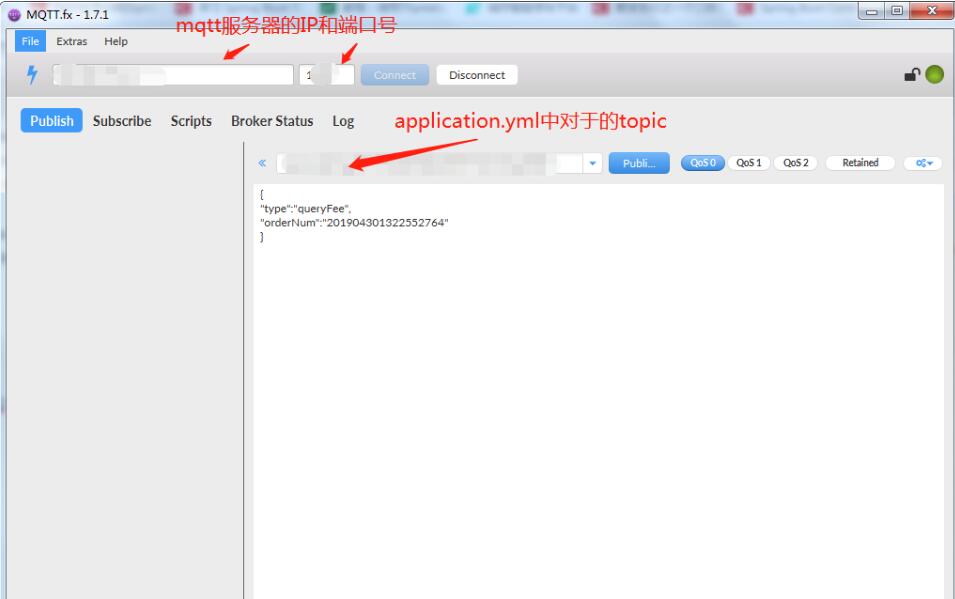 MQTT.fx - 1.7.1
mqtt服务器的IP和端口号
File Extras Help
1
Connect Disconnect
Publish Subscribe Scripts Broker Status Log
application.yml中对于的topic
« Publi... QoS 0 QoS 1 QoS 2 Retained
{
"type":"queryFee",
"orderNum":"201904301322552764"
}